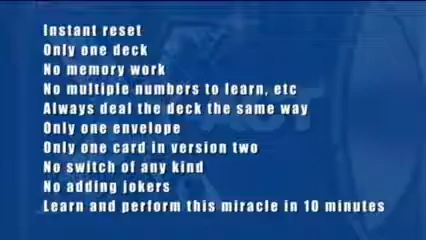 Instant reset
Only one deck
No memory work
No multiple numbers to learn, etc
Always deal the deck the same way
Only one envelope
Only one card in version two
No switch of any kind
No adding jokers
Learn and perform this miracle in 10 minutes